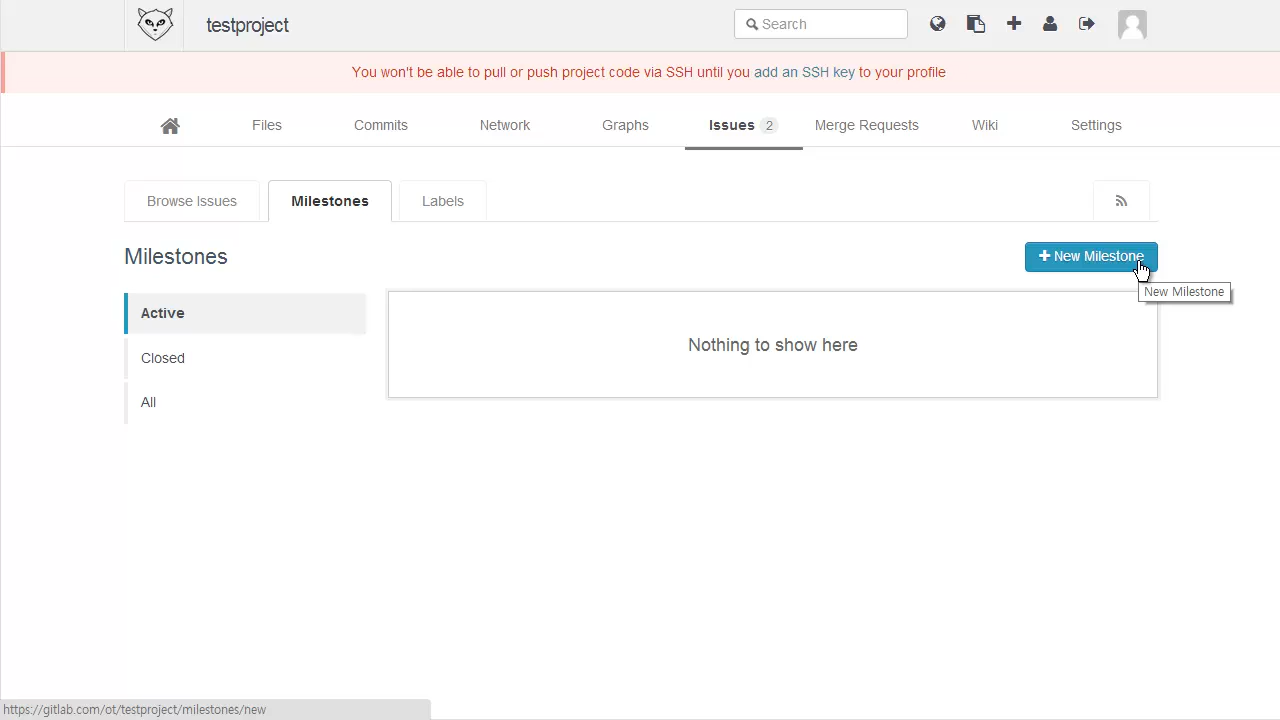 testproject
Search
You won't be able to pull or push project code via SSH until you add an SSH key to your profile
Files Commits Network Graphs Issues 2 Merge Requests Wiki Settings
Browse Issues Milestones Labels
Milestones
New Milestone
New Milestone
Active
Closed
All
Nothing to show here
https://gitlab.com/ot/testproject/milestones/new